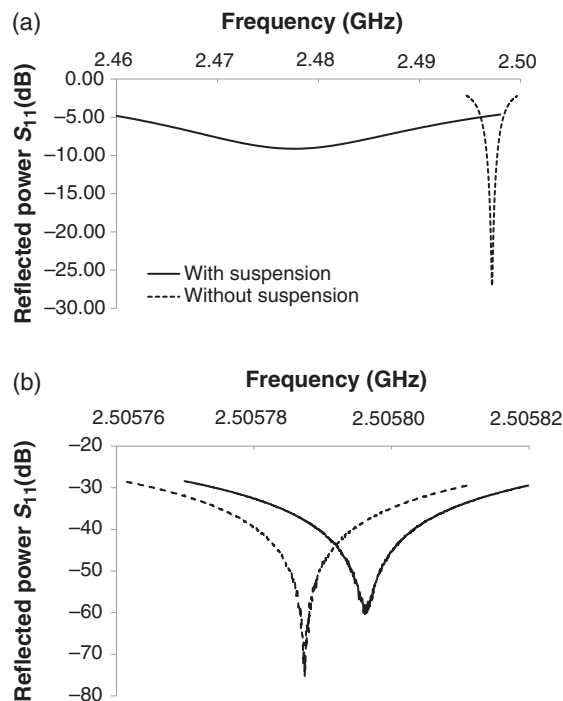 (a)
Frequency (GHz)
2.46 2.47 2.48 2.49 2.50
0.00
−5.00
−10.00
−15.00
−20.00
−25.00
−30.00
Reflected power S11(dB)
With suspension
Without suspension
(b)
Frequency (GHz)
2.50576 2.50578 2.50580 2.50582
−20
−30
−40
−50
−60
−70
−80
Reflected power S11(dB)